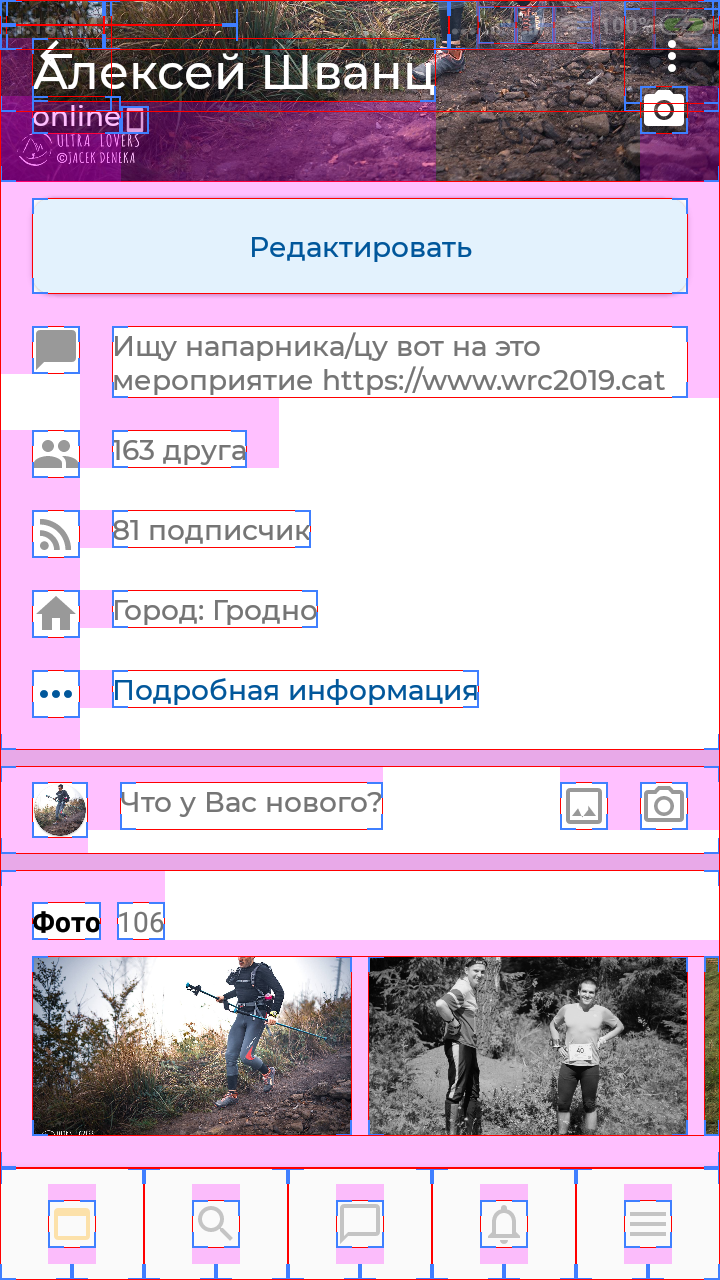 100%
Алексей Шванц
online
ULTRA LOVERS
©JACEK DENEKA
Редактировать
Ищу напарника/цу вот на это
мероприятие https://www.wrc2019.cat
163 друга
81 подписчик
Город: Гродно
Подробная информация
Что у Вас нового?
Фото 106
40